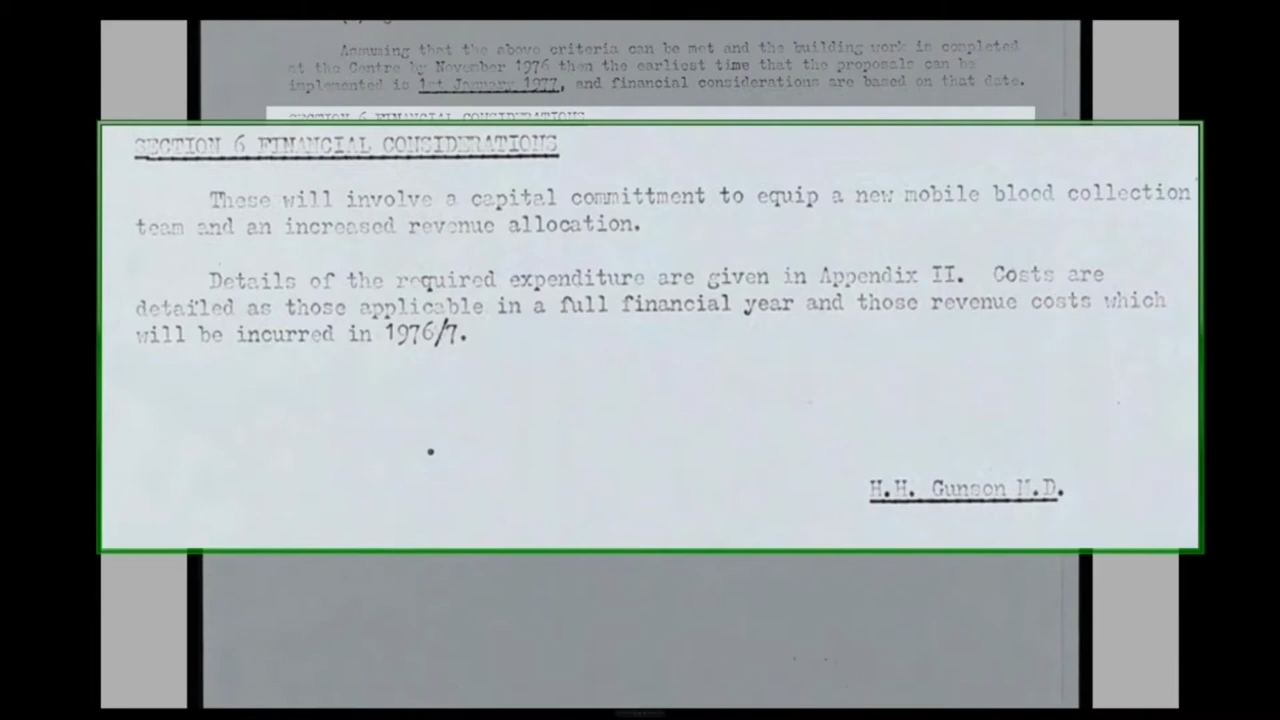 Assuming that the above criteria can be met and the building work is completed
at the Centre by November 1976 then the earliest time that the proposals can be
implemented is 1st January 1977, and financial considerations are based on that date.
SECTION 6 FINANCIAL CONSIDERATIONS
SECTION 6 FINANCIAL CONSIDERATIONS
These will involve a capital committment to equip a new mobile blood collection
team and an increased revenue allocation.
Details of the required expenditure are given in Appendix II. Costs are
detailed as those applicable in a full financial year and those revenue costs which
will be incurred in 1976/7.
H.H. Gunson M.D.